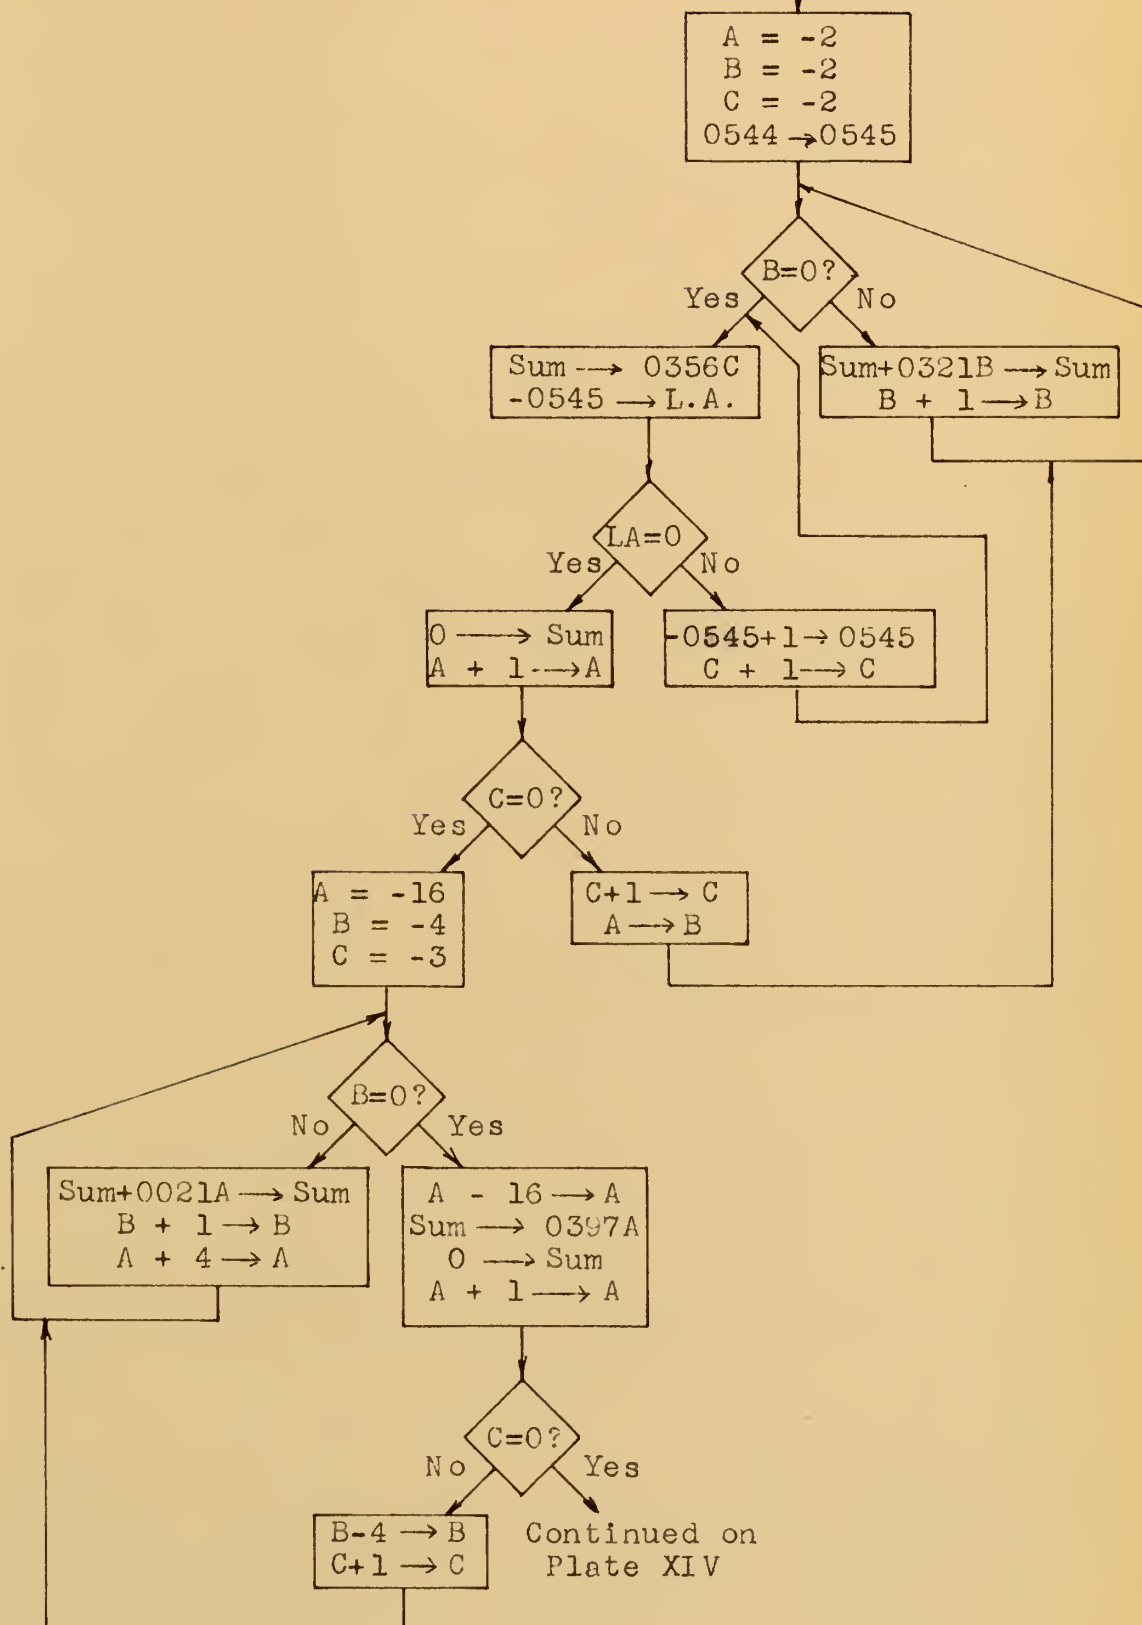 A = -2
B = -2
C = -2
0544 → 0545
B=0?
Yes
No
Sum → 0356C
-0545 → L.A.
Sum+0321B → Sum
B + 1 → B
LA=0
Yes
No
0 → Sum
A + 1 → A
-0545+1 → 0545
C + 1 → C
C=0?
Yes
No
A = -16
B = -4
C = -3
C+1 → C
A → B
B=0?
No
Yes
Sum+0021A → Sum
B + 1 → B
A + 4 → A
A - 16 → A
Sum → 0397A
0 → Sum
A + 1 → A
C=0?
No
Yes
B-4 → B
C+1 → C
Continued on
Plate XIV